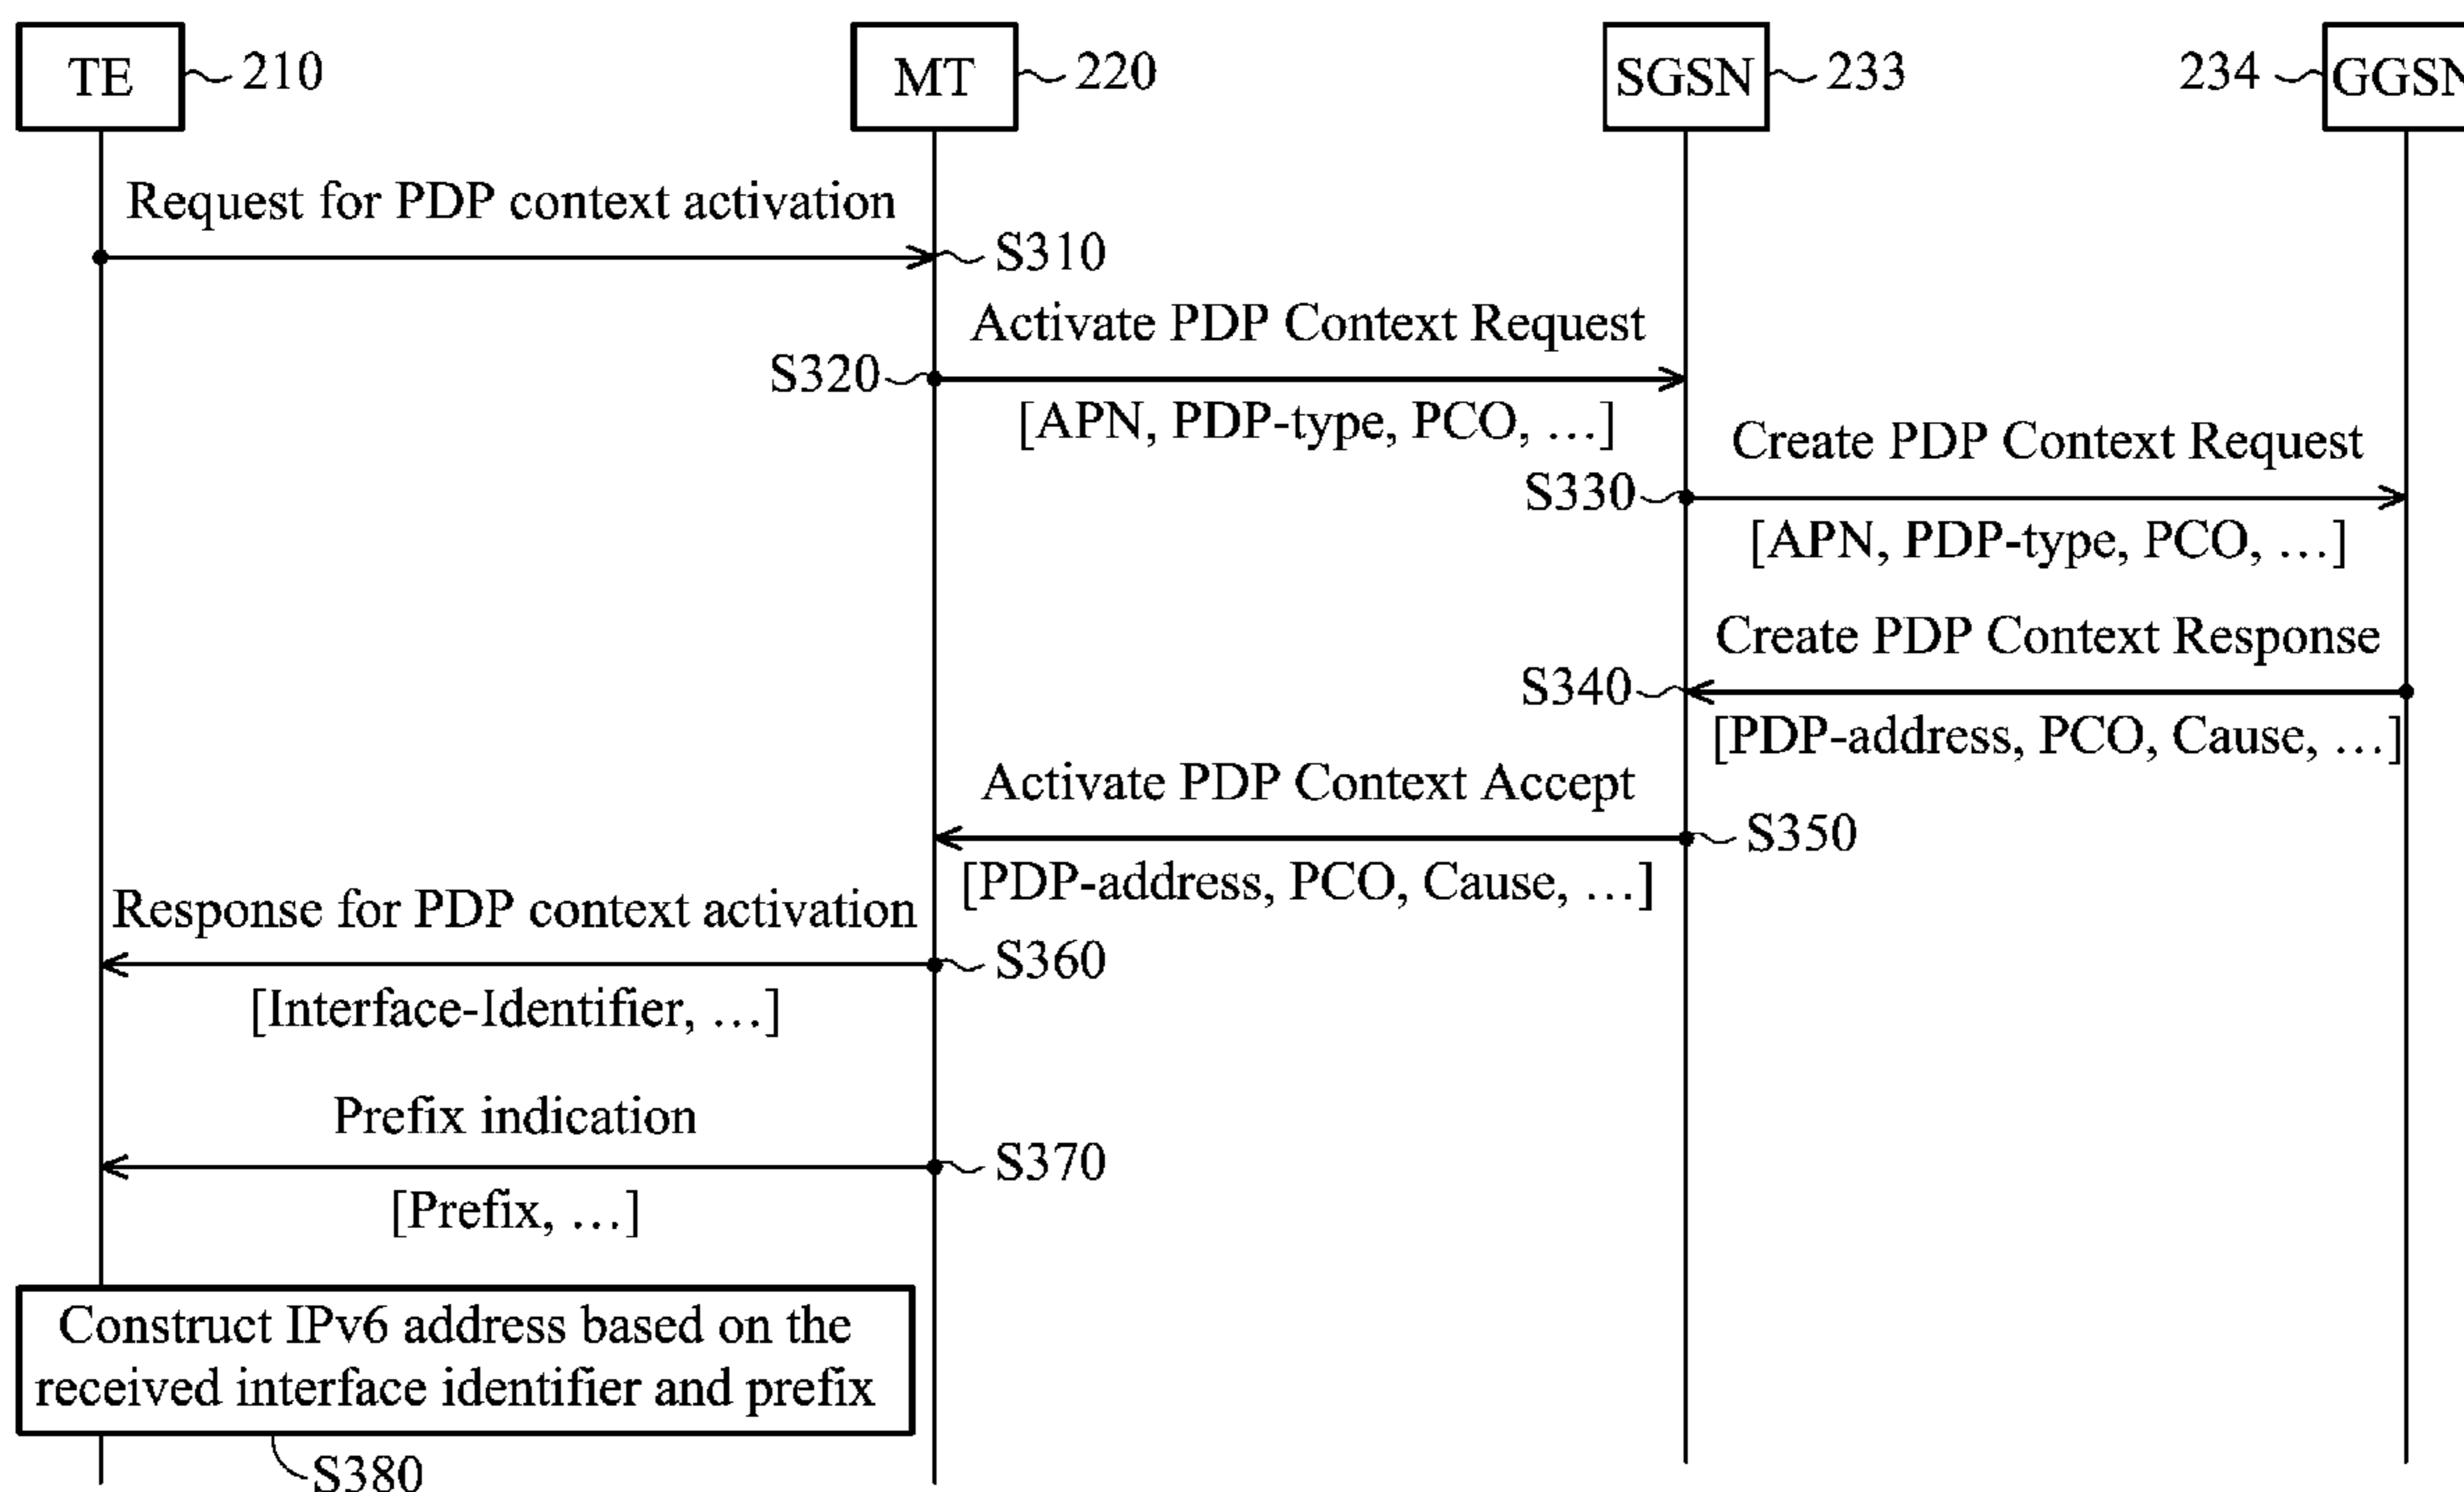 TE 210 MT 220 SGSN 233 234 GGSN
Request for PDP context activation
S310
Activate PDP Context Request
S320
[APN, PDP-type, PCO, ...]
Create PDP Context Request
S330
[APN, PDP-type, PCO, ...]
Create PDP Context Response
S340
[PDP-address, PCO, Cause, ...]
Activate PDP Context Accept
S350
[PDP-address, PCO, Cause, ...]
Response for PDP context activation
S360
[Interface-Identifier, ...]
Prefix indication
S370
[Prefix, ...]
Construct IPv6 address based on the
received interface identifier and prefix
S380